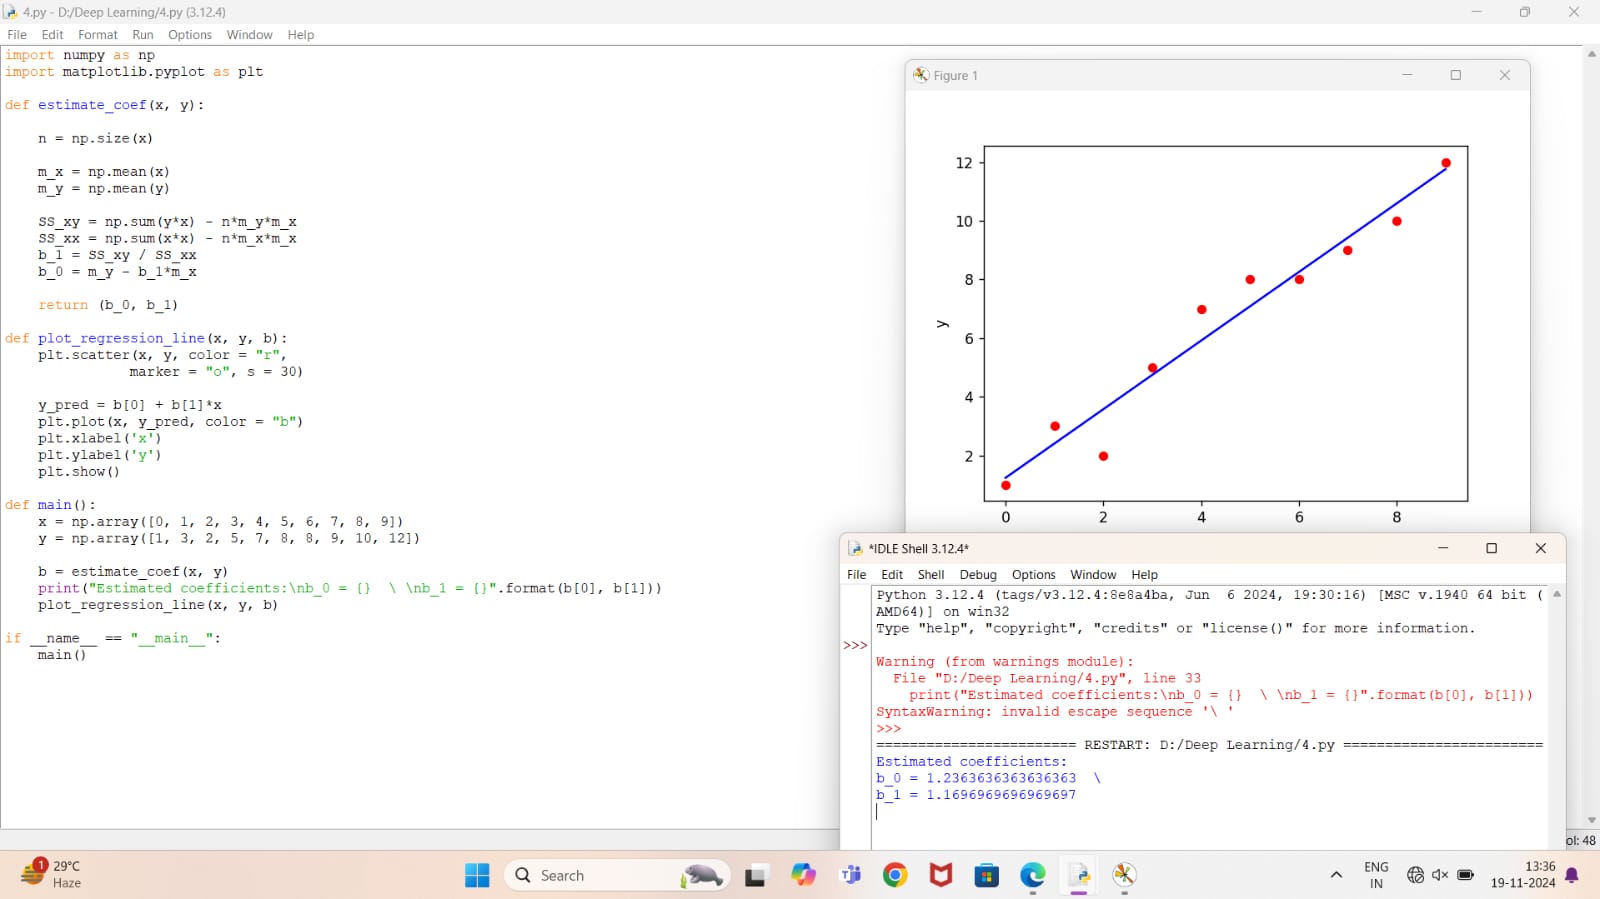 4.py - D:/Deep Learning/4.py (3.12.4)
File Edit Format Run Options Window Help
import numpy as np
import matplotlib.pyplot as plt
def estimate_coef(x, y):
n = np.size(x)
m_x = np.mean(x)
m_y = np.mean(y)
SS_xy = np.sum(y*x) - n*m_y*m_x
SS_xx = np.sum(x*x) - n*m_x*m_x
b_1 = SS_xy / SS_xx
b_0 = m_y - b_1*m_x
return (b_0, b_1)
def plot_regression_line(x, y, b):
plt.scatter(x, y, color = "r",
marker = "o", s = 30)
y_pred = b[0] + b[1]*x
plt.plot(x, y_pred, color = "b")
plt.xlabel('x')
plt.ylabel('y')
plt.show()
def main():
x = np.array([0, 1, 2, 3, 4, 5, 6, 7, 8, 9])
y = np.array([1, 3, 2, 5, 7, 8, 8, 9, 10, 12])
b = estimate_coef(x, y)
print("Estimated coefficients:\nb_0 = {}  \ \nb_1 = {}".format(b[0], b[1]))
plot_regression_line(x, y, b)
if __name__ == "__main__":
main()
Figure 1
12
10
8
6
4
2
y
0 2 4 6 8
*IDLE Shell 3.12.4*
File Edit Shell Debug Options Window Help
Python 3.12.4 (tags/v3.12.4:8e8a4ba, Jun  6 2024, 19:30:16) [MSC v.1940 64 bit (
AMD64)] on win32
Type "help", "copyright", "credits" or "license()" for more information.
>>>
Warning (from warnings module):
File "D:/Deep Learning/4.py", line 33
print("Estimated coefficients:\nb_0 = {}  \ \nb_1 = {}".format(b[0], b[1]))
SyntaxWarning: invalid escape sequence '\ '
>>>
======================== RESTART: D:/Deep Learning/4.py ========================
Estimated coefficients:
b_0 = 1.2363636363636363  \
b_1 = 1.1696969696969697
ol: 48
1
29°C
Haze
Search
ENG
IN
13:36
19-11-2024